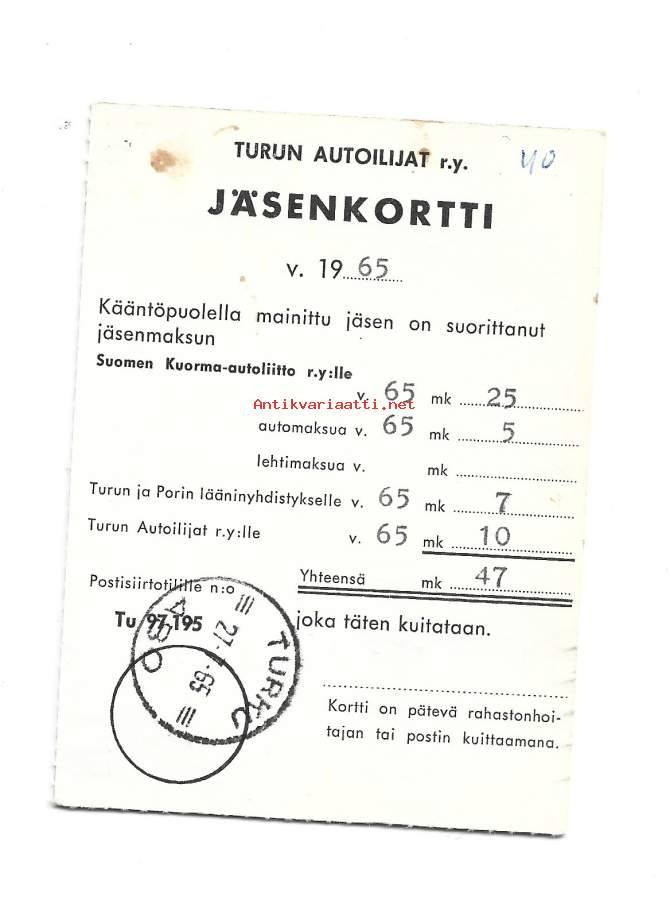 TURUN AUTOILIJAT r.y. 40
JÄSENKORTTI
v. 19 65
Kääntöpuolella mainittu jäsen on suorittanut
jäsenmaksun
Suomen Kuorma-autoliitto r.y:lle
v. 65 mk 25
Antikvariaatti.net
automaksua v. 65 mk 5
lehtimaksua v. mk
Turun ja Porin lääninyhdistykselle v. 65 mk 7
Turun Autoilijat r.y:lle v. 65 mk 10
Yhteensä mk 47
Postisiirtotilille n:o
Tu 97195 joka täten kuitataan.
TURKU
ÅBO
65
Kortti on pätevä rahastonhoi-
tajan tai postin kuittaamana.